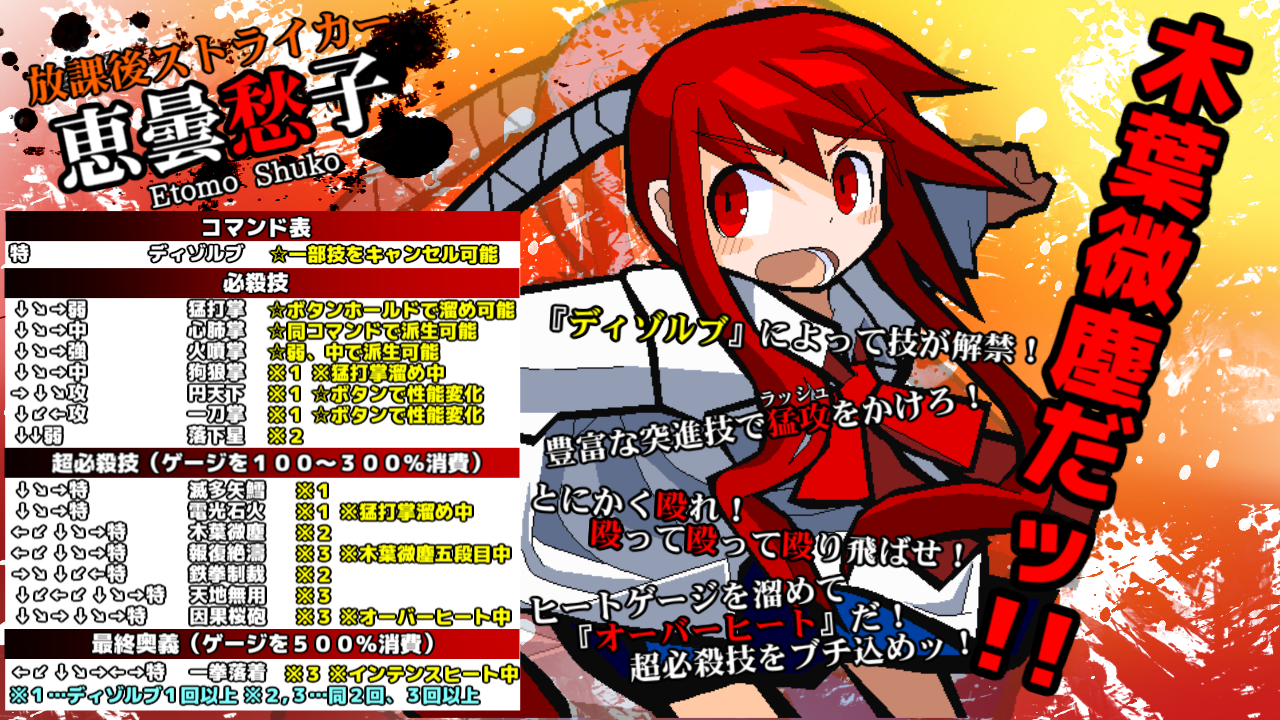 放課後ストライカー
恵曇愁子
Etomo Shuko
コマンド表
特 ディゾルブ ☆一部技をキャンセル可能
必殺技
↓↘→弱 猛打掌 ☆ボタンホールドで溜め可能
↓↘→中 心肺掌 ☆同コマンドで派生可能
↓↘→強 火噴掌 ☆弱、中で派生可能
↓↘→中 狗狼掌 ※１ ※猛打掌溜め中
→↓↘攻 円天下 ※１ ☆ボタンで性能変化
↓↙←攻 一刀掌 ※１ ☆ボタンで性能変化
↓↓弱 落下星 ※２
超必殺技（ゲージを１００～３００%消費）
↓↘→特 滅多矢鱈 ※１
↓↘→特 電光石火 ※１ ※猛打掌溜め中
←↙↓↘→特 木葉微塵 ※２
←↙↓↘→特 報復絶濤 ※３ ※木葉微塵五段目中
→↘↓↙←特 鉄拳制裁 ※２
↓↙←↙↓↘→特 天地無用 ※３
↓↘→↓↘→特 因果桜砲 ※３ ※オーバーヒート中
最終奥義（ゲージを５００%消費）
←↙↓↘→←→特 一拳落着 ※３ ※インテンスヒート中
※１…ディゾルブ１回以上 ※２,３…同２回、３回以上
『ディゾルブ』によって技が解禁！
豊富な突進技で猛攻をかけろ！
ラッシュ
とにかく殴れ！
殴って殴って殴り飛ばせ！
ヒートゲージを溜めて
『オーバーヒート』だ！
超必殺技をブチ込めッ！
木葉微塵だッ!!